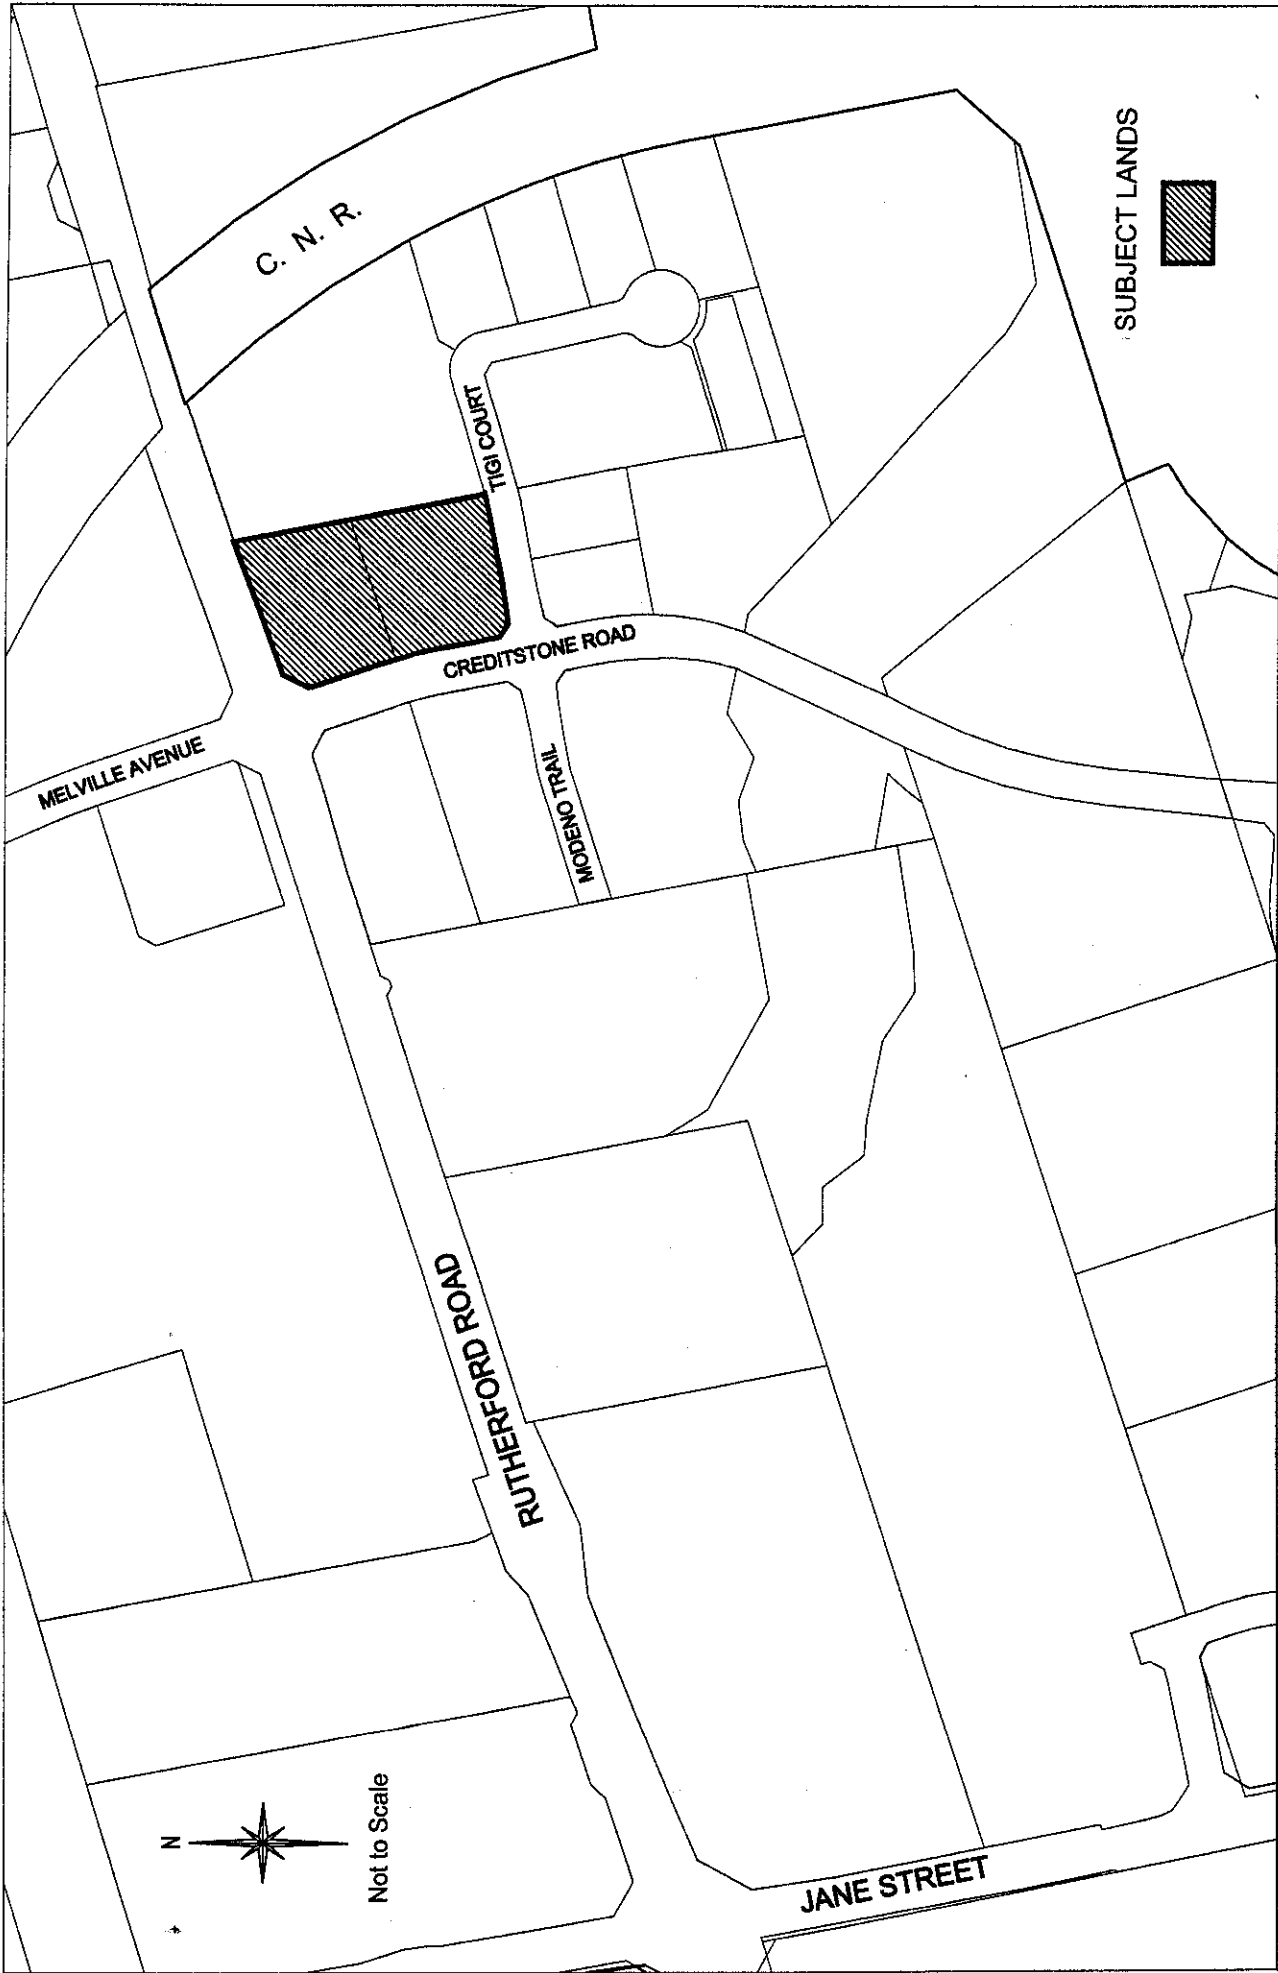 MELVILLE AVENUE
C. N. R.
TIGI COURT
CREDITSTONE ROAD
MODENO TRAIL
RUTHERFORD ROAD
JANE STREET
N
Not to Scale
SUBJECT LANDS